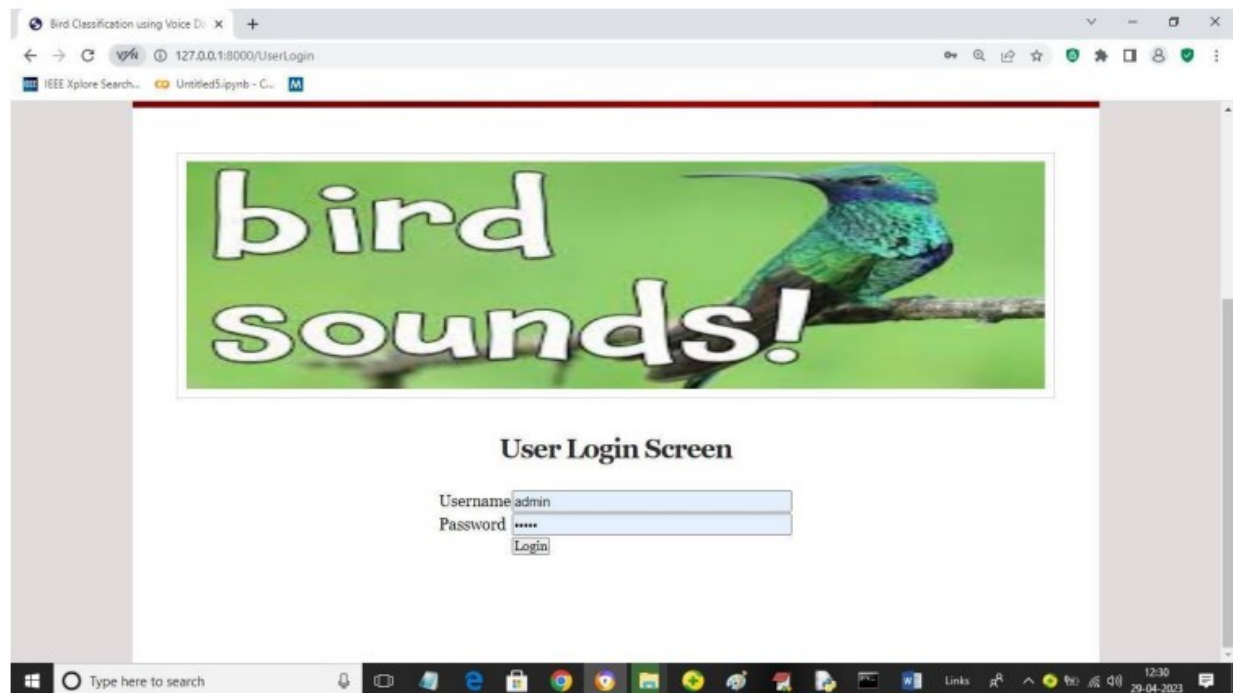 Bird Classification using Voice D
127.0.0.1:8000/UserLogin
IEEE Xplore Search...
Untitled5.ipynb - C...
M
bird
sounds!
User Login Screen
Username admin
Password •••••
Login
Type here to search
Links
12:30
29-04-2023